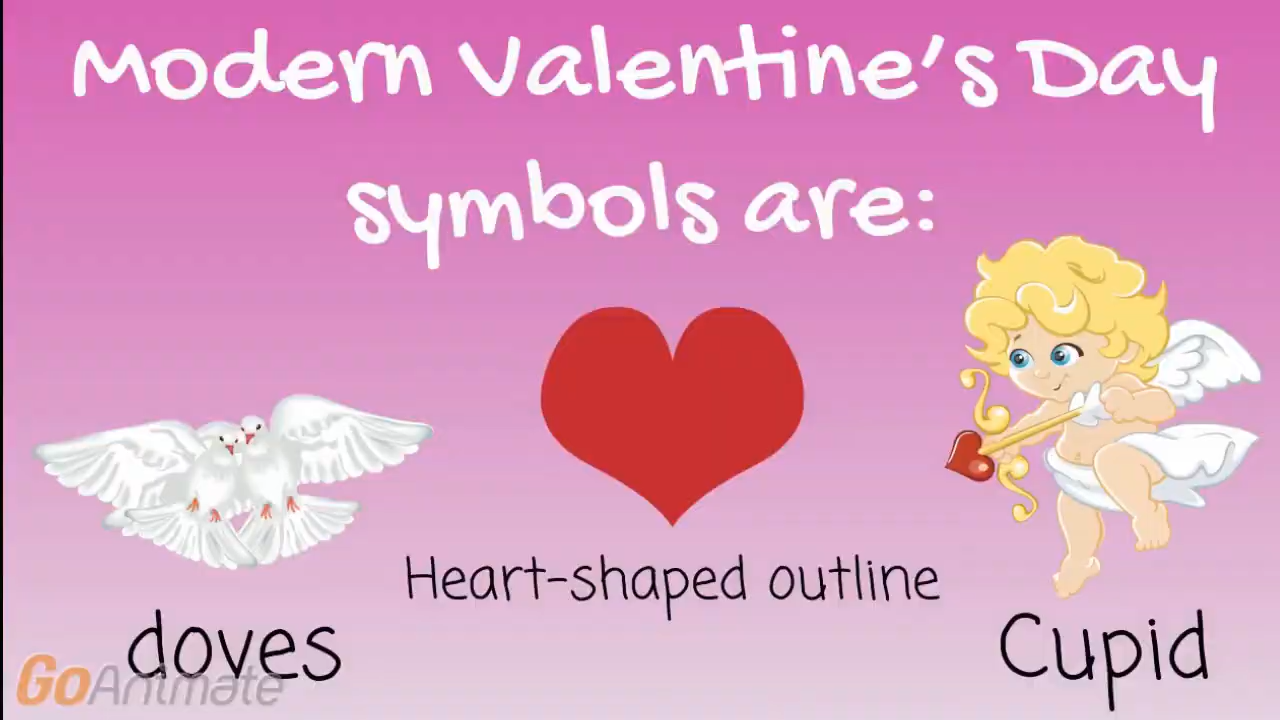 Modern Valentine's Day
symbols are:
Heart-shaped outline
doves
Cupid
GoAnimate